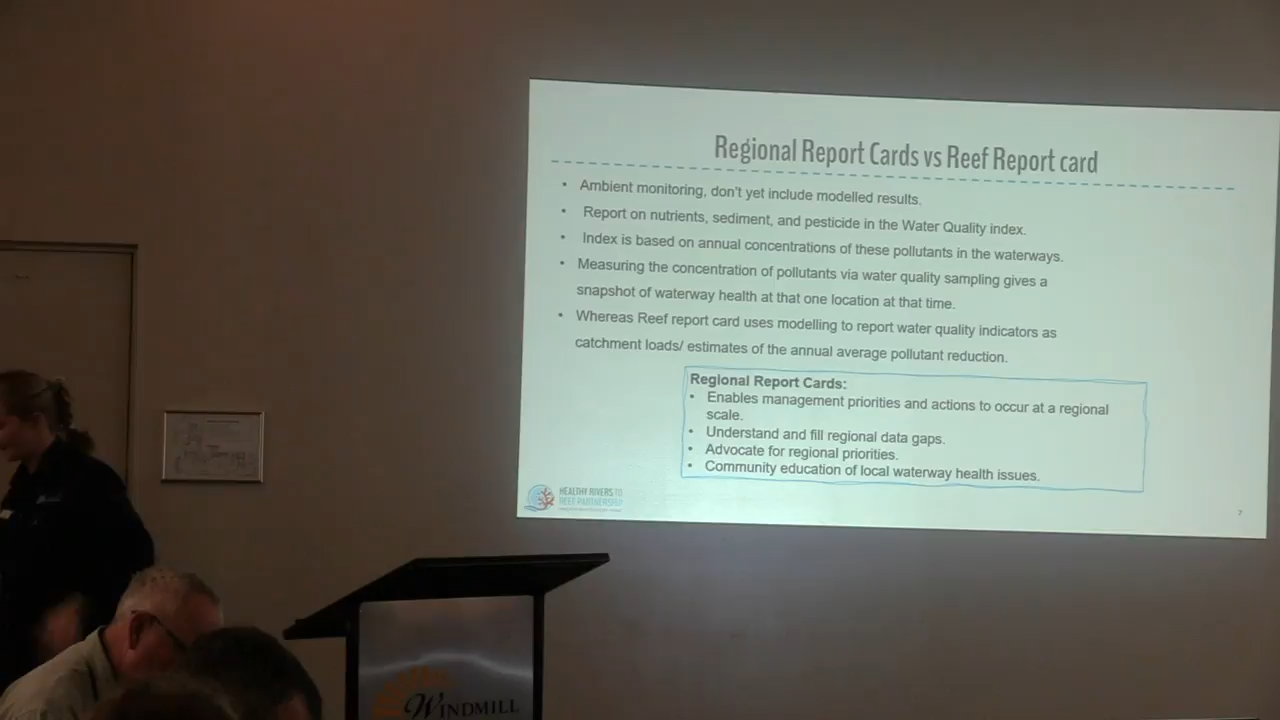 Regional Report Cards vs Reef Report card
• Ambient monitoring, don't yet include modelled results.
• Report on nutrients, sediment, and pesticide in the Water Quality index.
• Index is based on annual concentrations of these pollutants in the waterways.
• Measuring the concentration of pollutants via water quality sampling gives a
snapshot of waterway health at that one location at that time.
• Whereas Reef report card uses modelling to report water quality indicators as
catchment loads/ estimates of the annual average pollutant reduction.
Regional Report Cards:
• Enables management priorities and actions to occur at a regional
scale.
• Understand and fill regional data gaps.
• Advocate for regional priorities.
• Community education of local waterway health issues.
HEALTHY RIVERS TO
REEF PARTNERSHIP
7
WINDMILL